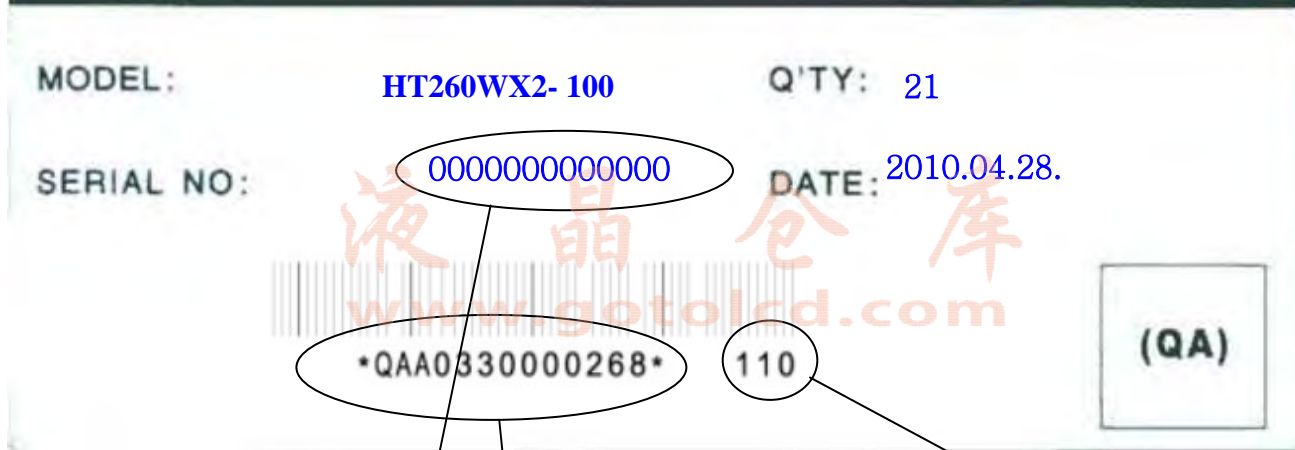 MODEL: HT260WX2- 100 Q'TY: 21
SERIAL NO: 0000000000000 DATE: 2010.04.28.
液晶仓库
www.gotolcd.com
*QAA0330000268* 110
(QA)